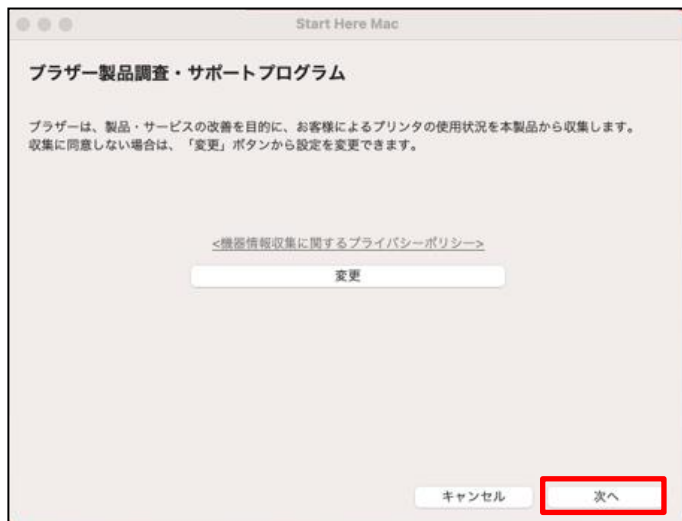 Start Here Mac
ブラザー製品調査・サポートプログラム
ブラザーは、製品・サービスの改善を目的に、お客様によるプリンタの使用状況を本製品から収集します。
収集に同意しない場合は、「変更」ボタンから設定を変更できます。
<機器情報収集に関するプライバシーポリシー>
変更
キャンセル
次へ